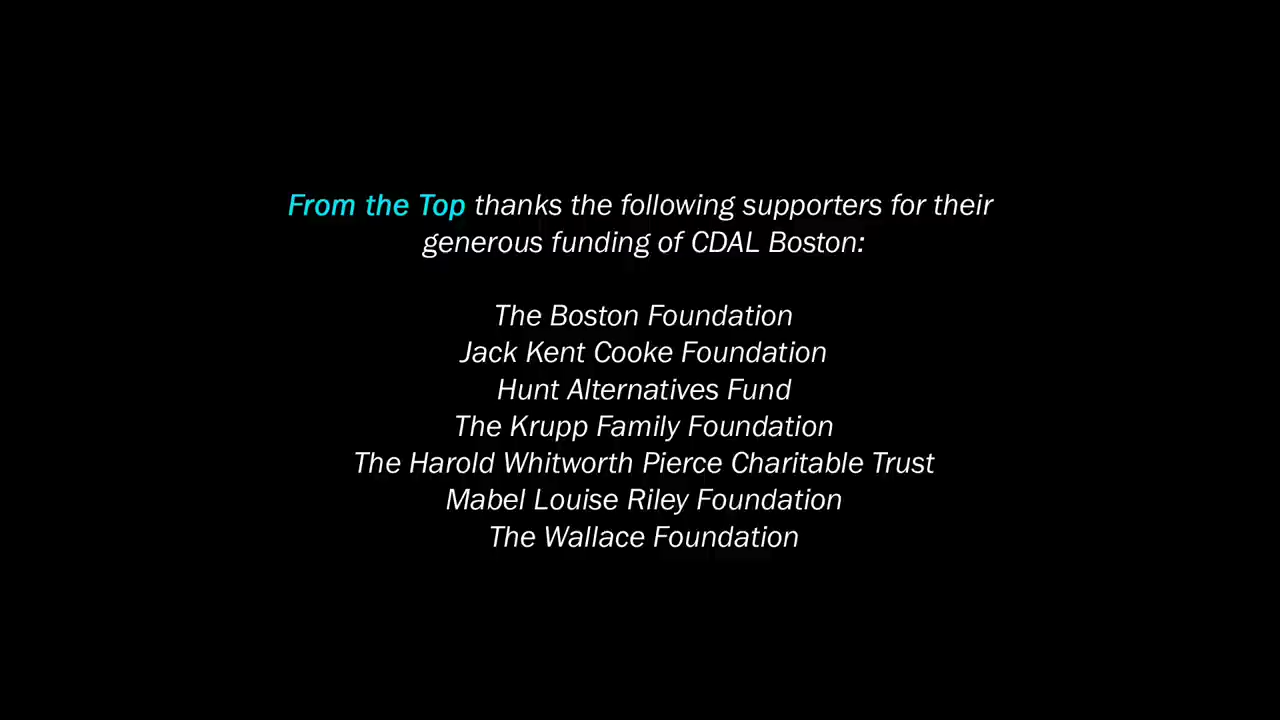 From the Top thanks the following supporters for their
generous funding of CDAL Boston:
The Boston Foundation
Jack Kent Cooke Foundation
Hunt Alternatives Fund
The Krupp Family Foundation
The Harold Whitworth Pierce Charitable Trust
Mabel Louise Riley Foundation
The Wallace Foundation